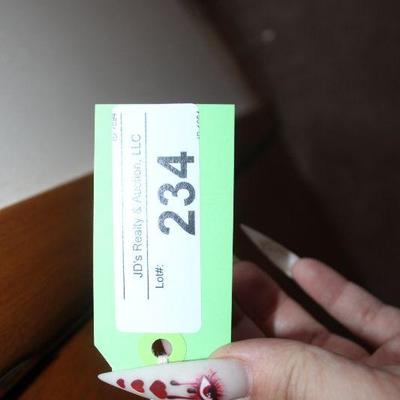 JD's Realty & Auction, LLC
Lot#:
234